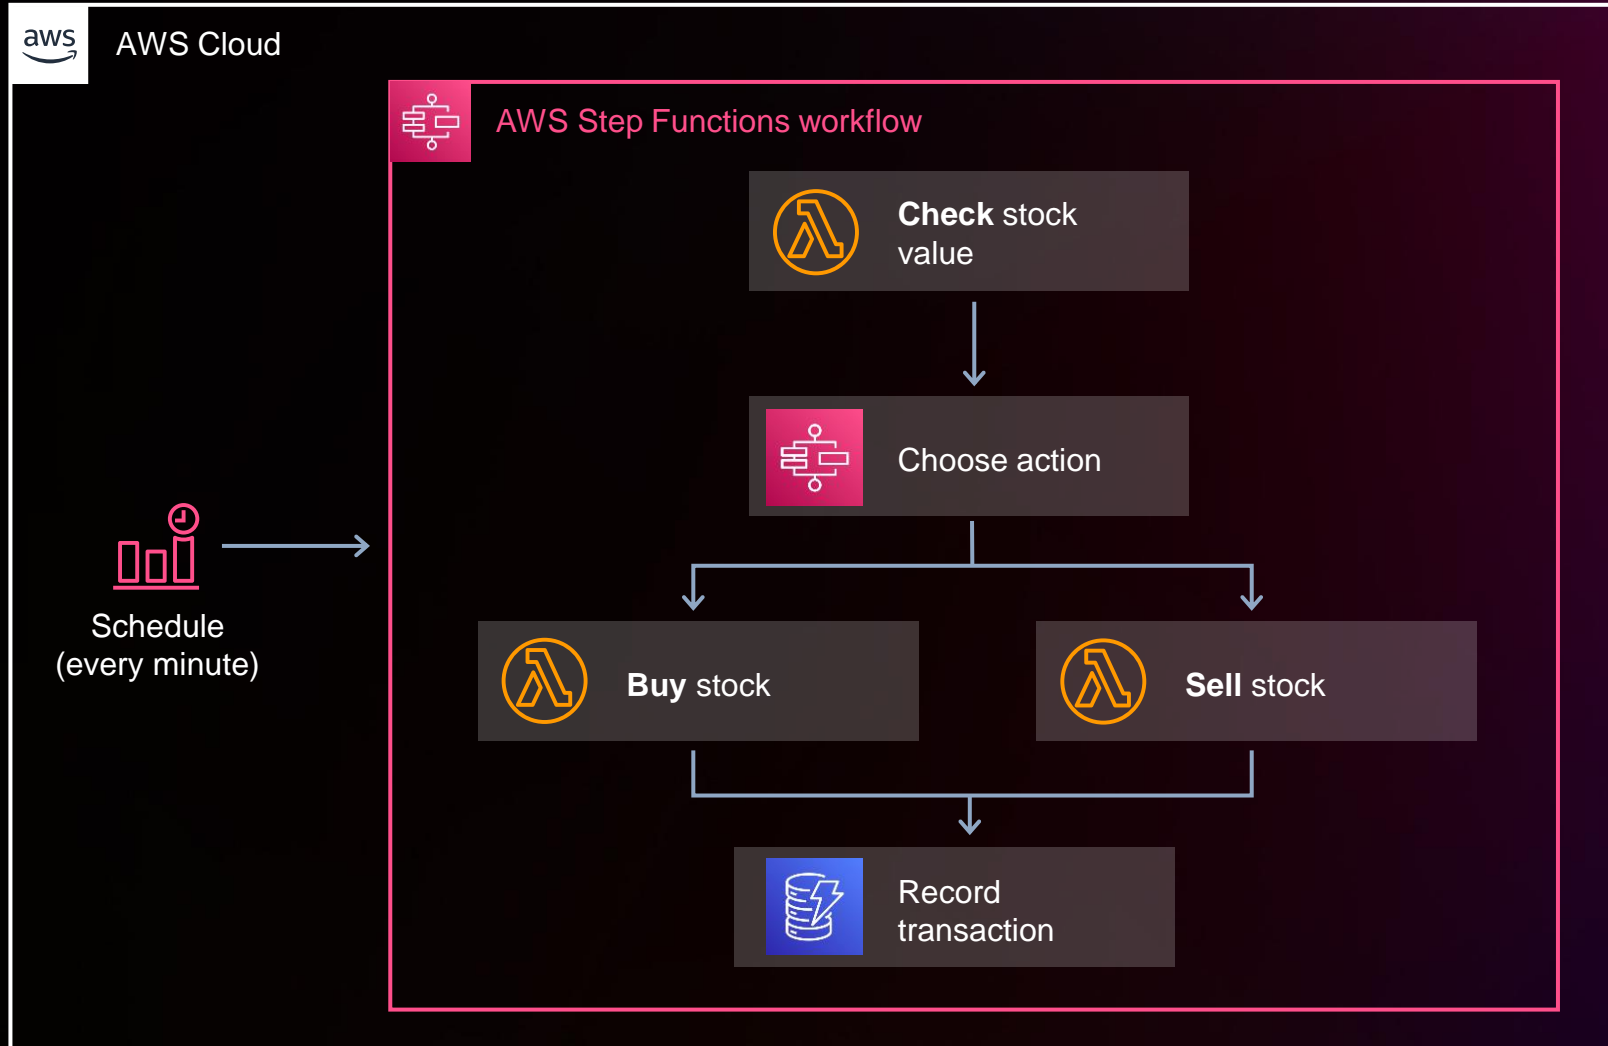 aws
AWS Cloud
AWS Step Functions workflow
Check stock
value
Choose action
Schedule
(every minute)
Buy stock
Sell stock
Record
transaction